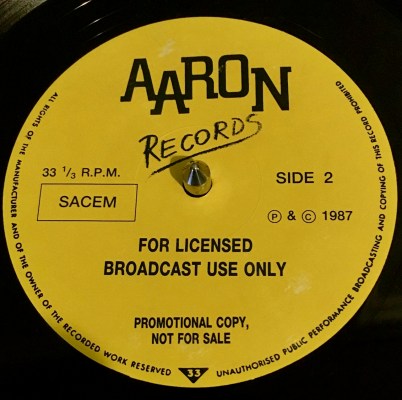 AARON
RECORDS
33 1/3 R.P.M.
SIDE 2
SACEM
℗ & © 1987
FOR LICENSED
BROADCAST USE ONLY
PROMOTIONAL COPY,
NOT FOR SALE
ALL RIGHTS OF THE MANUFACTURER AND OF THE OWNER OF THE RECORDED WORK RESERVED
33
UNAUTHORISED PUBLIC PERFORMANCE BROADCASTING AND COPYING OF THIS RECORD PROHIBITED